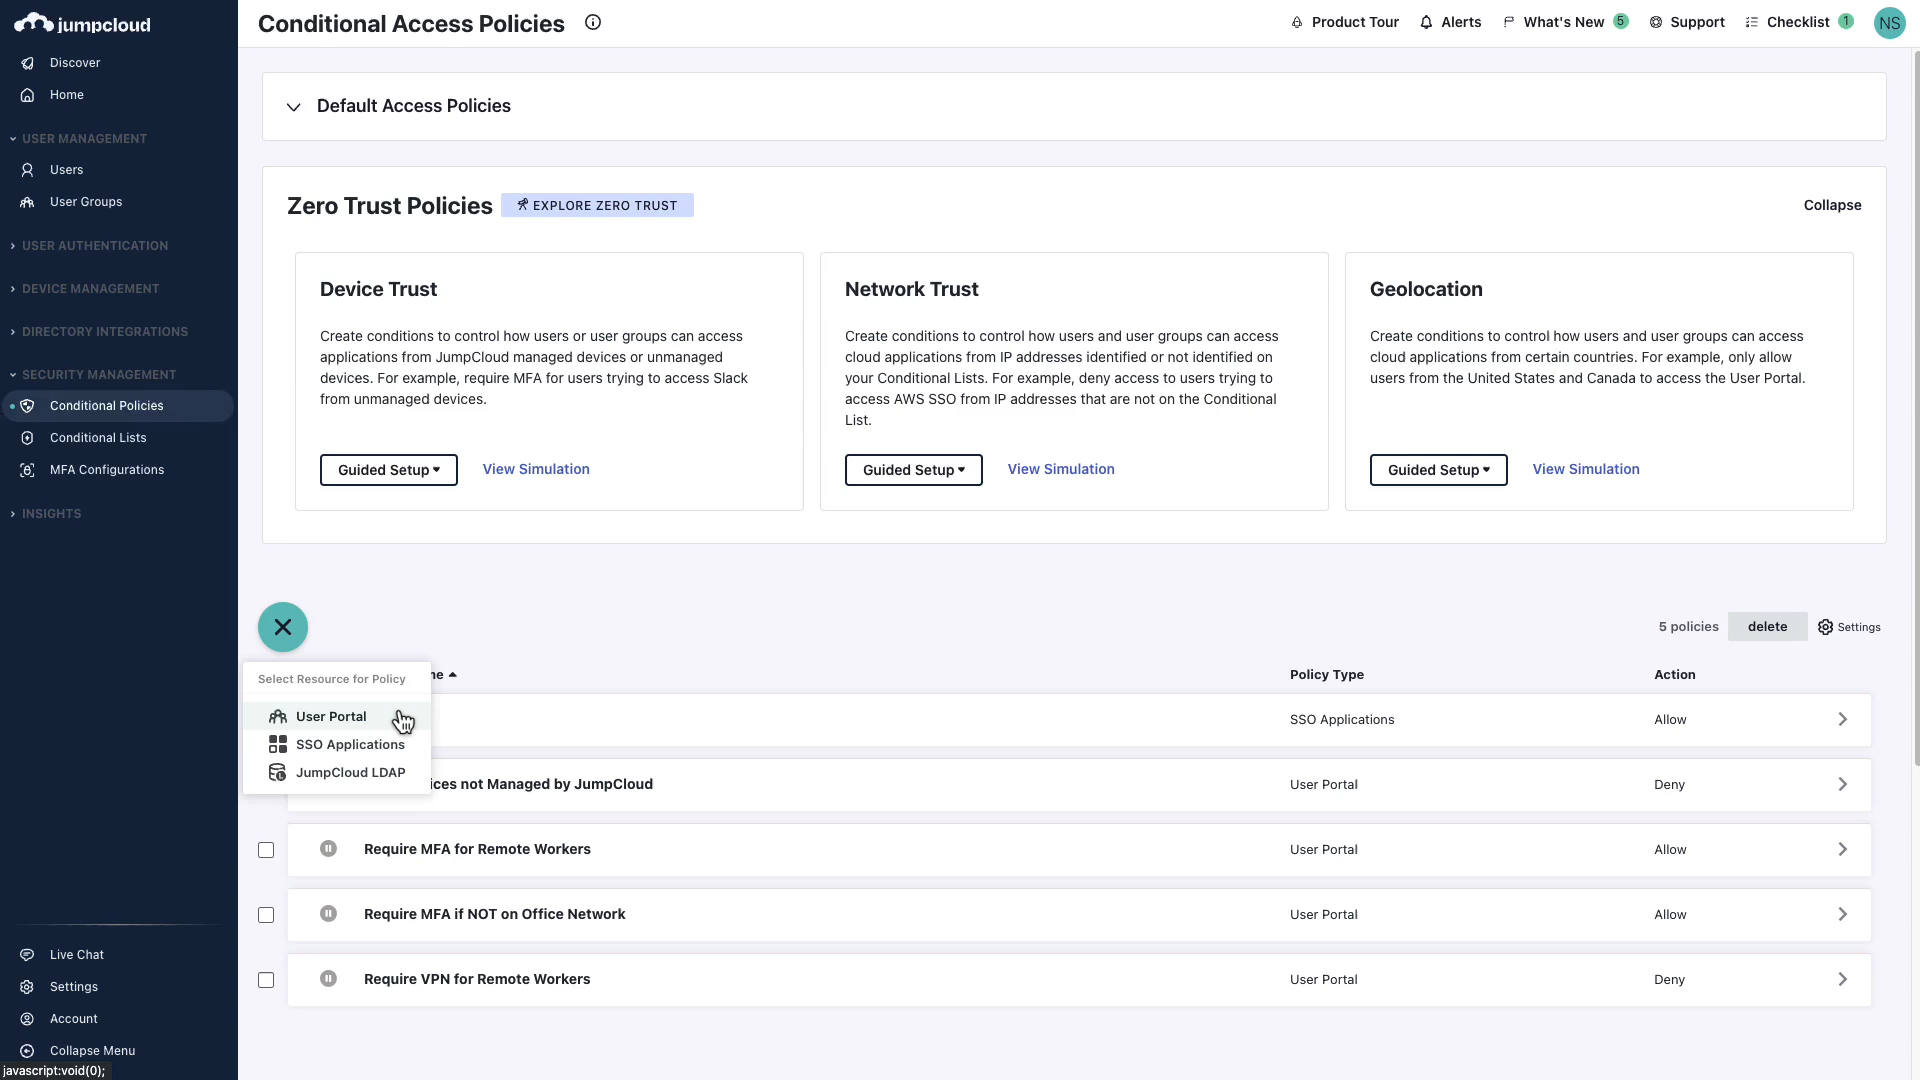 jumpcloud
Discover
Home
USER MANAGEMENT
Users
User Groups
USER AUTHENTICATION
DEVICE MANAGEMENT
DIRECTORY INTEGRATIONS
SECURITY MANAGEMENT
Conditional Policies
Conditional Lists
MFA Configurations
INSIGHTS
Live Chat
Settings
Account
Collapse Menu
javascript:void(0);
Conditional Access Policies
Product Tour
Alerts
What's New 5
Support
Checklist 1
NS
Default Access Policies
Zero Trust Policies
EXPLORE ZERO TRUST
Collapse
Device Trust
Create conditions to control how users or user groups can access
applications from JumpCloud managed devices or unmanaged
devices. For example, require MFA for users trying to access Slack
from unmanaged devices.
Guided Setup
View Simulation
Network Trust
Create conditions to control how users and user groups can access
cloud applications from IP addresses identified or not identified on
your Conditional Lists. For example, deny access to users trying to
access AWS SSO from IP addresses that are not on the Conditional
List.
Guided Setup
View Simulation
Geolocation
Create conditions to control how users and user groups can access
cloud applications from certain countries. For example, only allow
users from the United States and Canada to access the User Portal.
Guided Setup
View Simulation
5 policies
delete
Settings
Select Resource for Policy
User Portal
SSO Applications
JumpCloud LDAP
me
Policy Type
Action
SSO Applications
Allow
ices not Managed by JumpCloud
User Portal
Deny
Require MFA for Remote Workers
User Portal
Allow
Require MFA if NOT on Office Network
User Portal
Allow
Require VPN for Remote Workers
User Portal
Deny